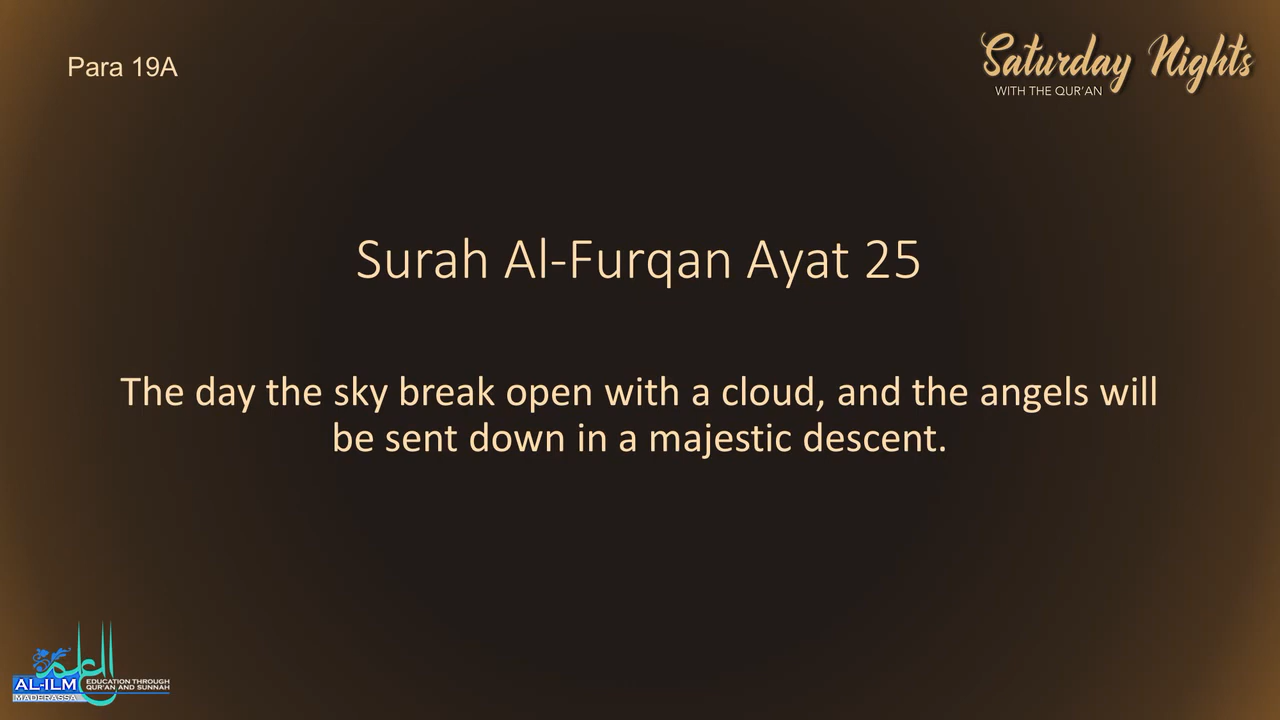 Para 19A
Saturday Nights
WITH THE QUR'AN
Surah Al-Furqan Ayat 25
The day the sky break open with a cloud, and the angels will
be sent down in a majestic descent.
العلم
AL-ILM
MADERASSA
EDUCATION THROUGH
QUR'AN AND SUNNAH